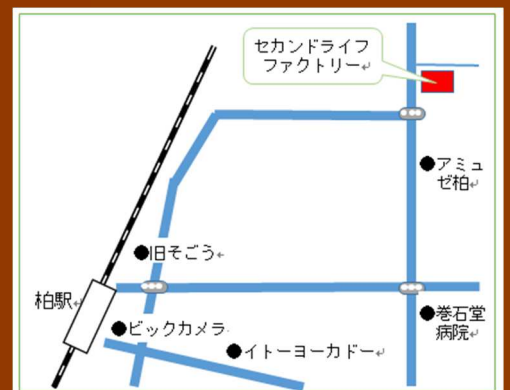 セカンドライフ
ファクトリー
●アミュ
ゼ柏
●旧そごう
柏駅
●ビックカメラ
●巻石堂
病院
●イトーヨーカドー